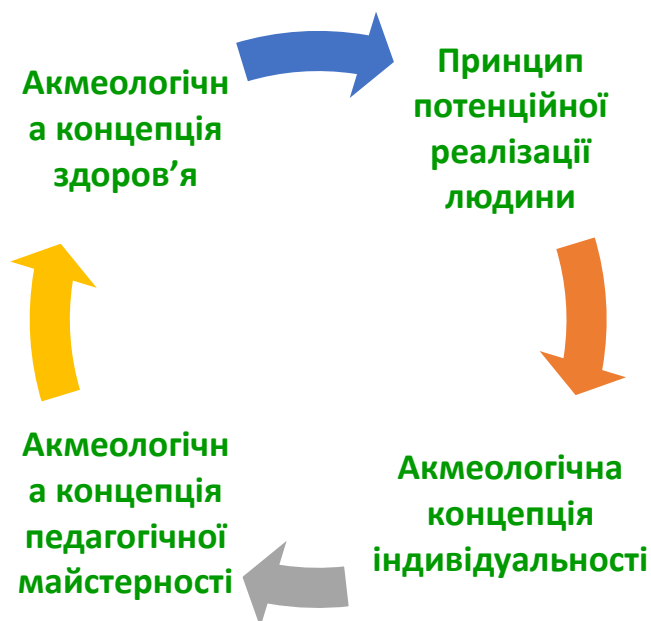 Акмеологічн
а концепція
здоров’я
Принцип
потенційної
реалізації
людини
Акмеологічна
концепція
індивідуальності
Акмеологічн
а концепція
педагогічної
майстерності